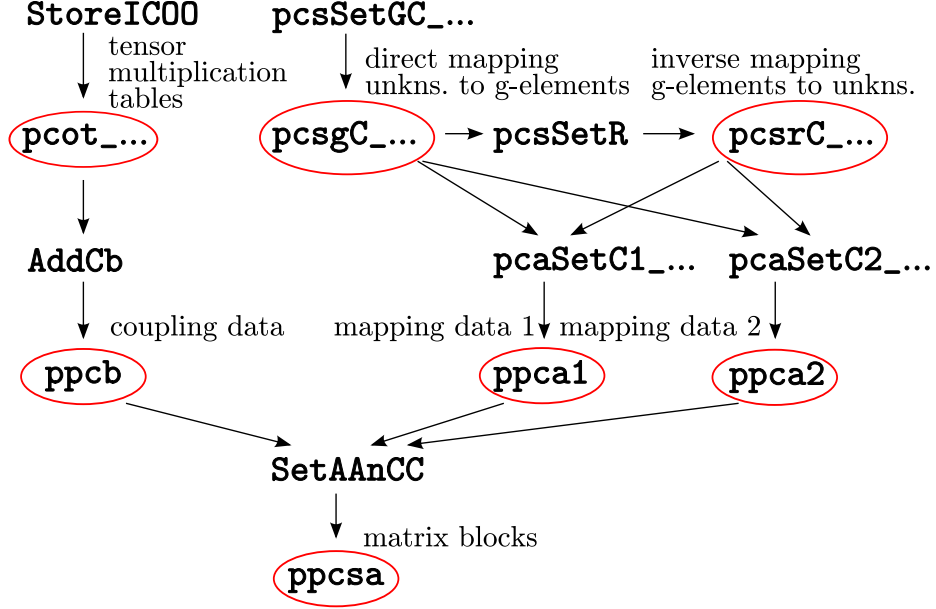 StoreIC00 pcsSetGC_...
tensor
multiplication
tables
direct mapping
unkns. to g-elements
inverse mapping
g-elements to unkns.
pcot_... pcsgC_... pcsSetR pcsrC_...
AddCb pcaSetC1_... pcaSetC2_...
coupling data mapping data 1 mapping data 2
ppcb ppca1 ppca2
SetAAnCC
matrix blocks
ppcsa